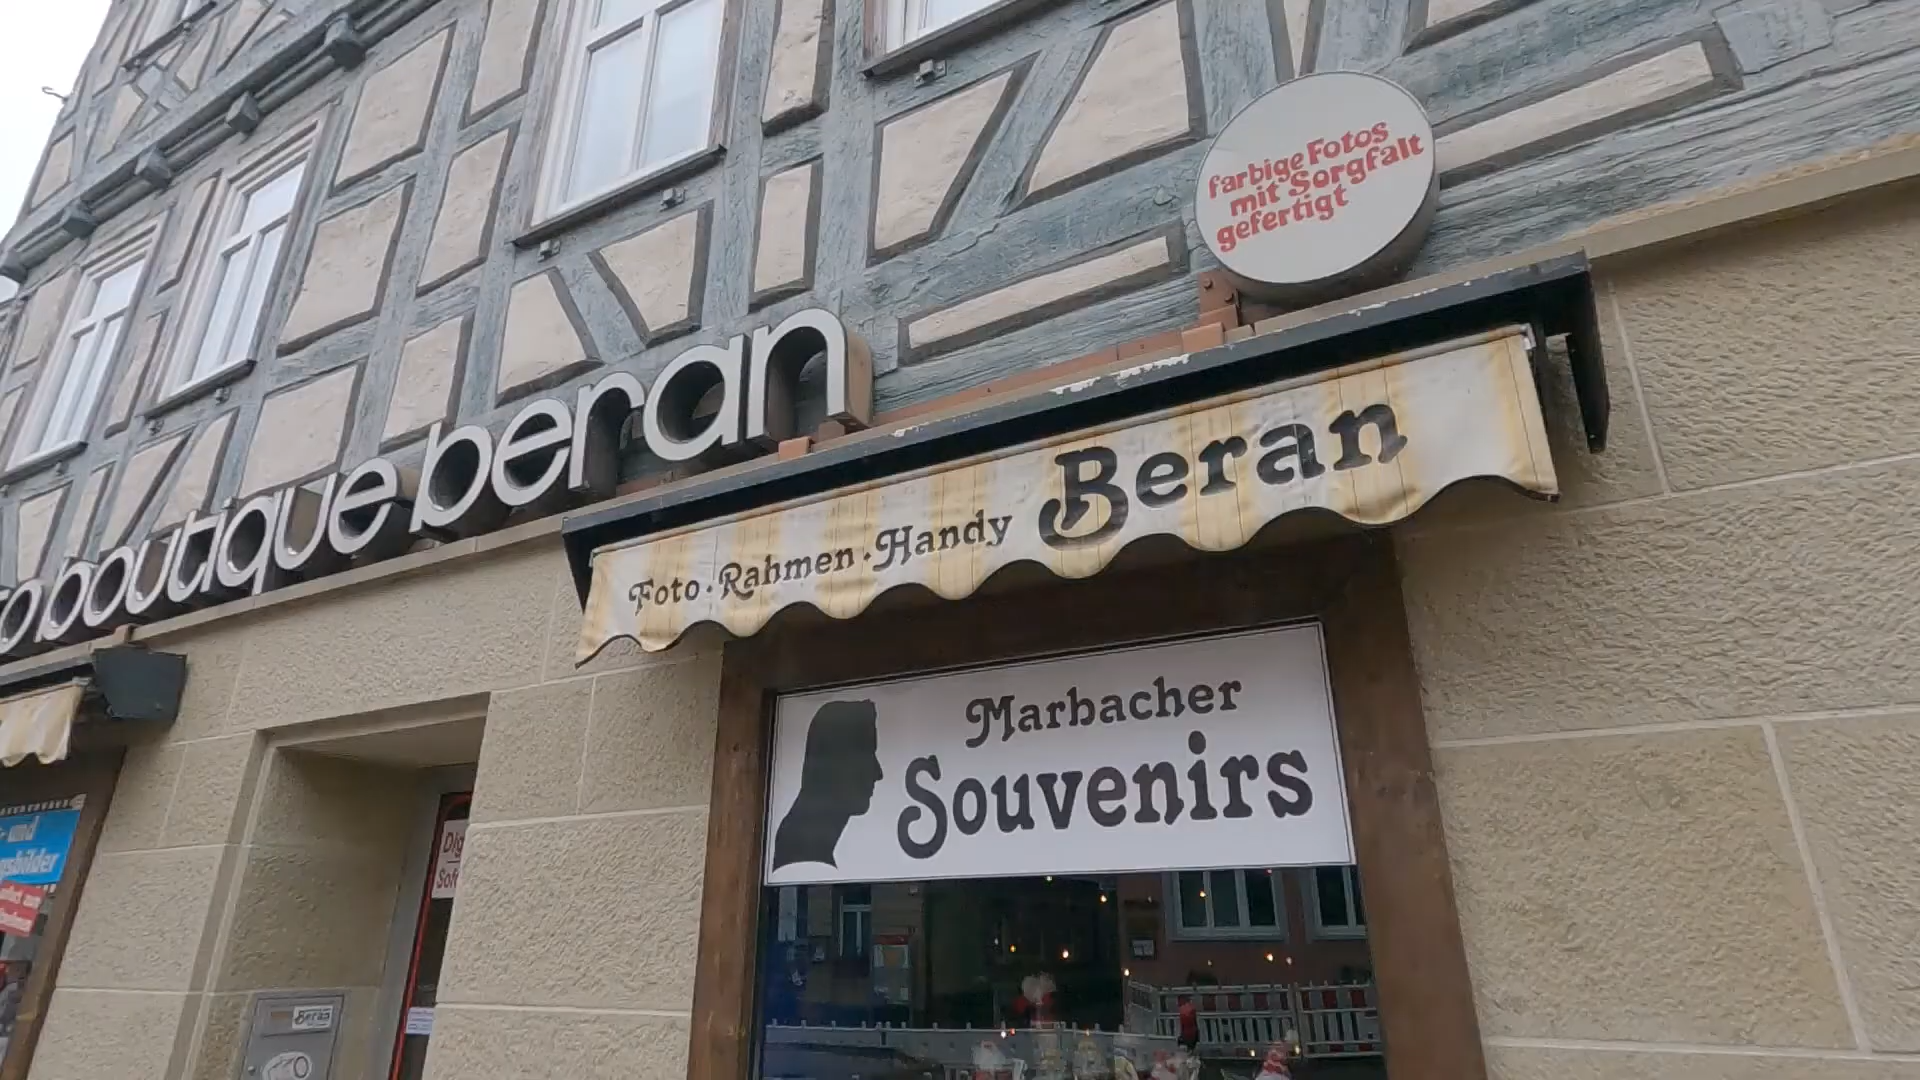 boutique beran
farbige Fotos
mit Sorgfalt
gefertigt
Foto · Rahmen · Handy Beran
Marbacher
Souvenirs
und
Beran